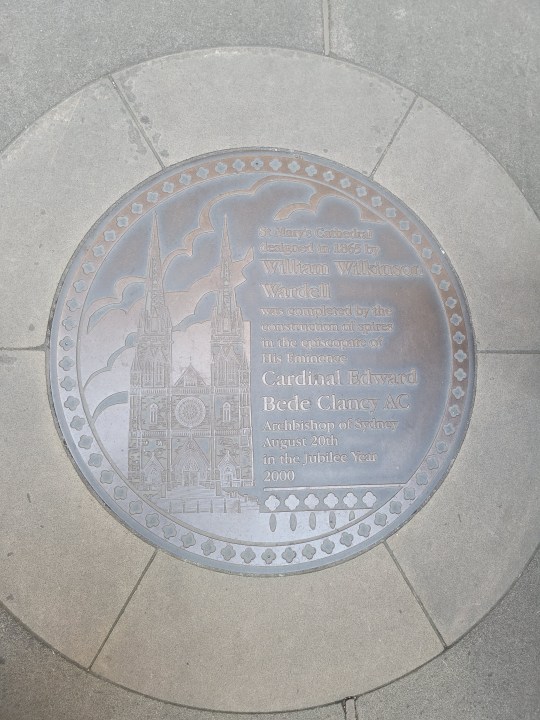 St Mary's Cathedral
designed in 1865 by
William Wilkinson
Wardell
was completed by the
construction of spires
in the episcopate of
His Eminence
Cardinal Edward
Bede Clancy AC
Archbishop of Sydney
August 20th
in the Jubilee Year
2000